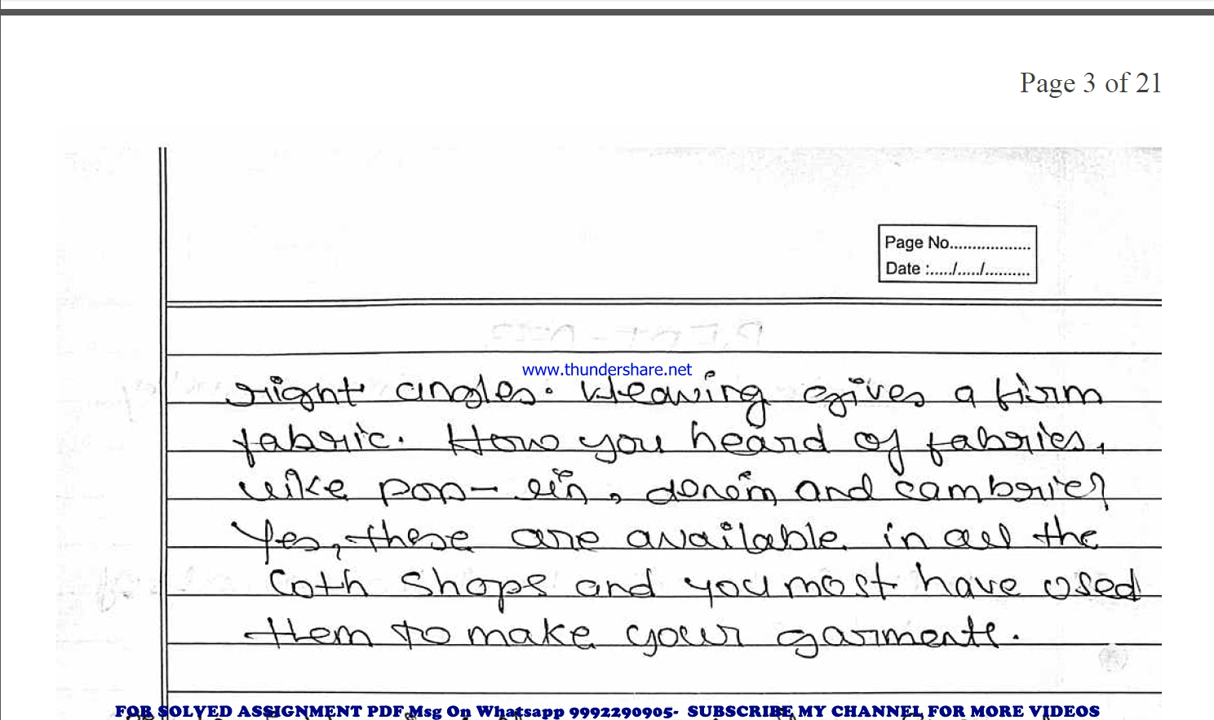 Page 3 of 21
Page No..................
Date :...../...../..........
www.thundershare.net
right angles. Weaving gives a firm
fabric. How you heard of fabries,
like pop-lin, denim and cambric?
Yes, these are available in all the
Coth shops and you most have used
them to make your garments.
FOR SOLVED ASSIGNMENT PDF Msg On Whatsapp 9992290905- SUBSCRIBE MY CHANNEL FOR MORE VIDEOS